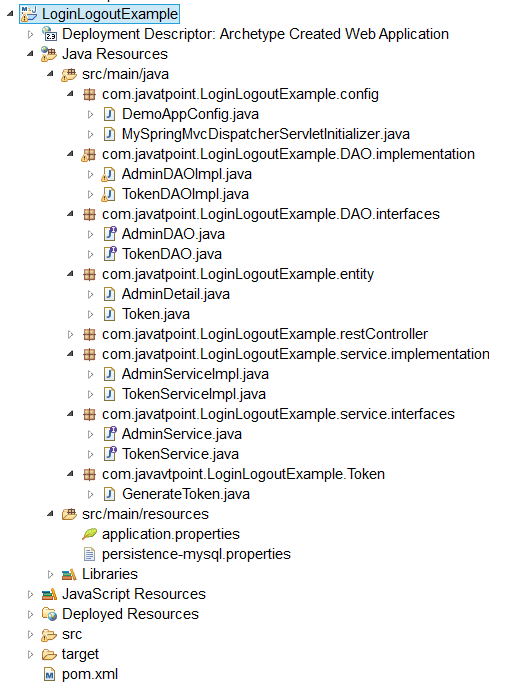 LoginLogoutExample
Deployment Descriptor: Archetype Created Web Application
Java Resources
src/main/java
com.javatpoint.LoginLogoutExample.config
DemoAppConfig.java
MySpringMvcDispatcherServletInitializer.java
com.javatpoint.LoginLogoutExample.DAO.implementation
AdminDAOImpl.java
TokenDAOImpl.java
com.javatpoint.LoginLogoutExample.DAO.interfaces
AdminDAO.java
TokenDAO.java
com.javatpoint.LoginLogoutExample.entity
AdminDetail.java
Token.java
com.javatpoint.LoginLogoutExample.restController
com.javatpoint.LoginLogoutExample.service.implementation
AdminServiceImpl.java
TokenServiceImpl.java
com.javatpoint.LoginLogoutExample.service.interfaces
AdminService.java
TokenService.java
com.javavtpoint.LoginLogoutExample.Token
GenerateToken.java
src/main/resources
application.properties
persistence-mysql.properties
Libraries
JavaScript Resources
Deployed Resources
src
target
pom.xml